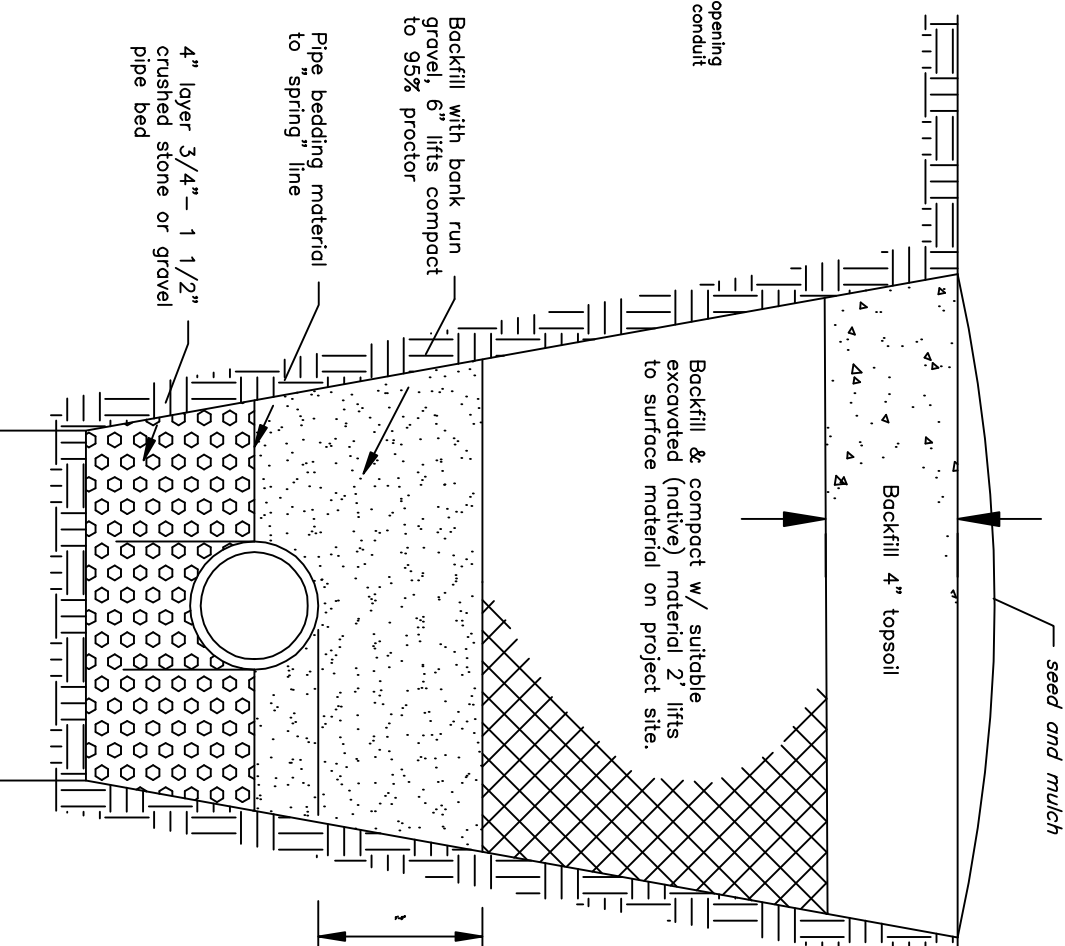 seed and mulch
opening
conduit
Backfill 4" topsoil
Backfill & compact w/ suitable
excavated (native) material 2' lifts
to surface material on project site.
Backfill with bank run
gravel, 6" lifts compact
to 95% proctor
Pipe bedding material
to "spring" line
4" layer 3/4"– 1 1/2"
crushed stone or gravel
pipe bed